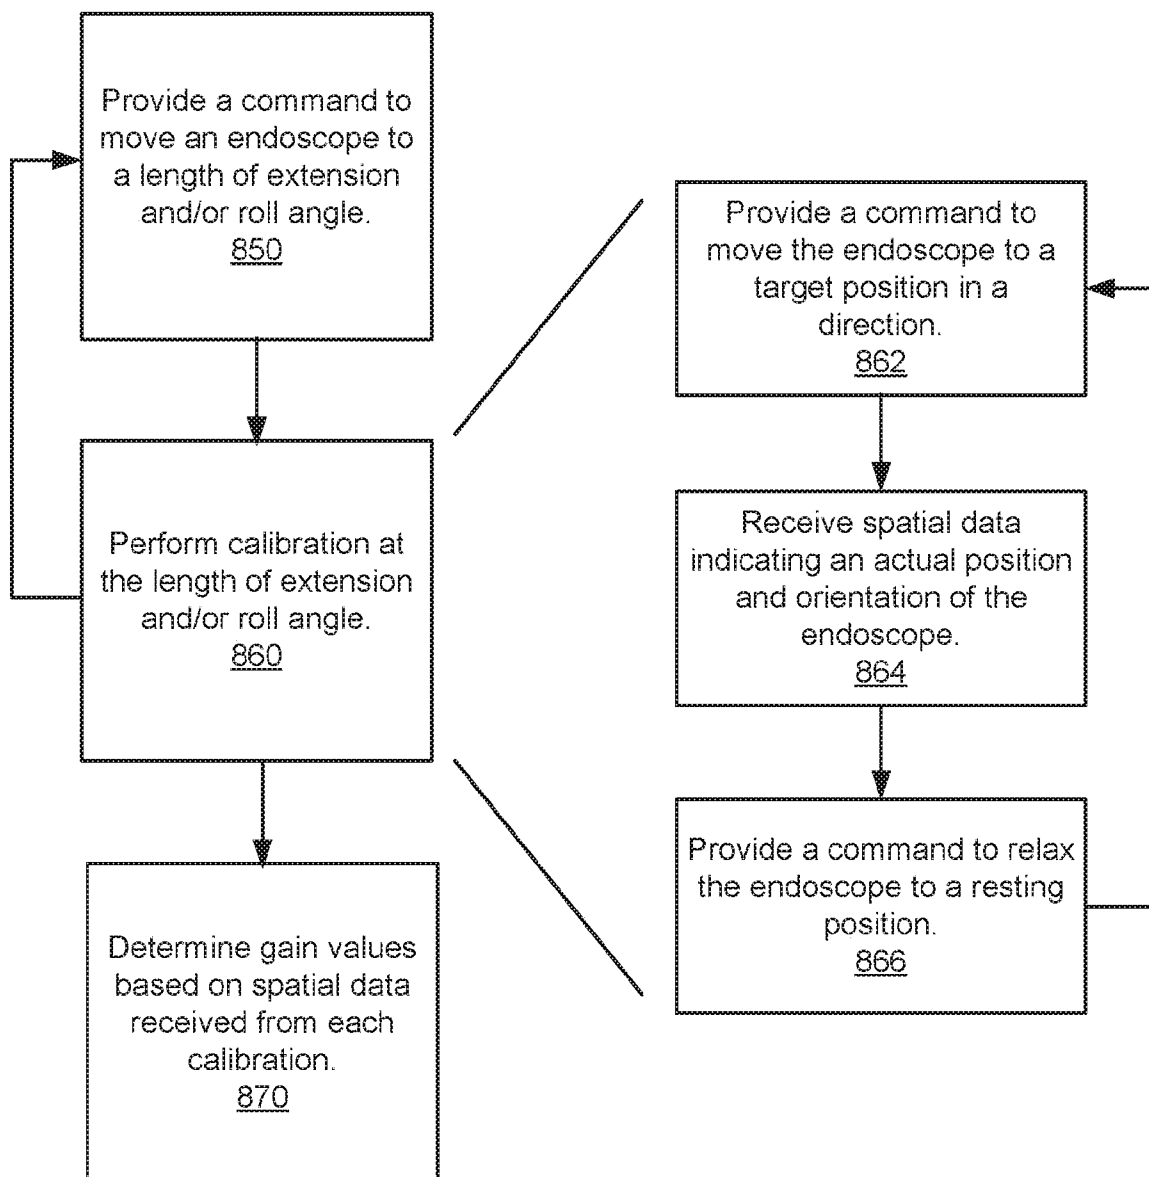 Provide a command to
move an endoscope to
a length of extension
and/or roll angle.
850
Perform calibration at
the length of extension
and/or roll angle.
860
Determine gain values
based on spatial data
received from each
calibration.
870
Provide a command to
move the endoscope to a
target position in a
direction.
862
Receive spatial data
indicating an actual position
and orientation of the
endoscope.
864
Provide a command to relax
the endoscope to a resting
position.
866